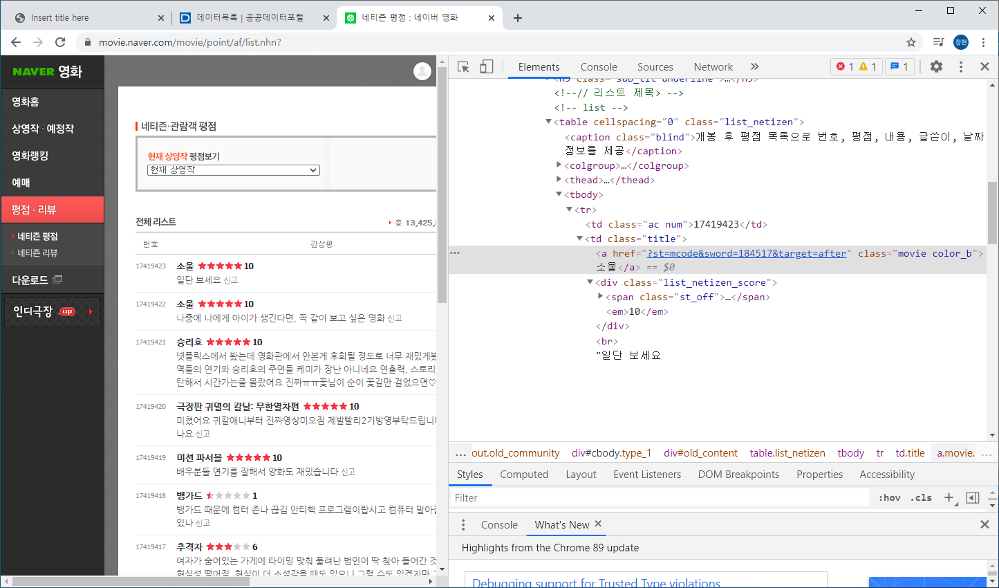 Insert title here
데이터목록 | 공공데이터포털
네티즌 평점 : 네이버 영화
movie.naver.com/movie/point/af/list.nhn?
정현
NAVER 영화
영화홈
상영작 · 예정작
영화랭킹
예매
평점 · 리뷰
네티즌 평점
네티즌 리뷰
다운로드
인디극장 up
네티즌·관람객 평점
현재 상영작 평점보기
현재 상영작
전체 리스트
총 13,425,
번호 감상평
17419423 소울 10
일단 보세요 신고
17419422 소울 10
나중에 나에게 아이가 생긴다면, 꼭 같이 보고 싶은 영화 신고
17419421 승리호 10
넷플릭스에서 봤는데 영화관에서 안본게 후회될 정도로 너무 재밌게봤
역들의 연기와 승리호의 주연들 케미가 장난 아니네요 연출력, 스토리
탄해서 시간가는줄 몰랐어요 진짜ㅠㅠ꽃님이 순이 꽃길만 걸었으면♡
17419420 극장판 귀멸의 칼날: 무한열차편 10
미쳤어요 귀칼애니부터 진짜영상미오짐 제발빨리2기방영부탁드립니
나요 신고
17419419 미션 파서블 10
배우분들 연기를 잘해서 양화도 재밌습니다 신고
17419418 뱅가드 1
뱅가드 때문에 컴터 존나 끊김 안티핵 프로그램이랍시고 컴퓨터 말아
있나 신고
17419417 추격자 6
여자가 숨어있는 가게에 타이밍 맞춰 풀려난 범인이 딱 찾아 들어간 것
Elements Console Sources Network » 1 1 1
<h5 class="sub_tit underline">…</h5>
<!--// 리스트 제목> -->
<!-- list -->
<table cellspacing="0" class="list_netizen">
<caption class="blind">개봉 후 평점 목록으로 번호, 평점, 내용, 글쓴이, 날짜
정보를 제공</caption>
<colgroup>…</colgroup>
<thead>…</thead>
<tbody>
<tr>
<td class="ac num">17419423</td>
<td class="title">
<a href="?st=mcode&sword=184517&target=after" class="movie color_b">
소울</a> == $0
<div class="list_netizen_score">
<span class="st_off">…</span>
<em>10</em>
</div>
<br>
"일단 보세요
... out.old_community div#cbody.type_1 div#old_content table.list_netizen tbody tr td.title a.movie. ...
Styles Computed Layout Event Listeners DOM Breakpoints Properties Accessibility
Filter :hov .cls
Console What's New
Highlights from the Chrome 89 update
Debugging support for Trusted Type violations